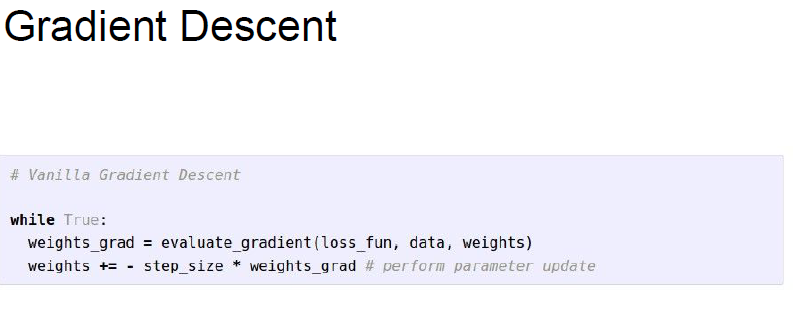 Gradient Descent
# Vanilla Gradient Descent
while True:
weights_grad = evaluate_gradient(loss_fun, data, weights)
weights += - step_size * weights_grad # perform parameter update